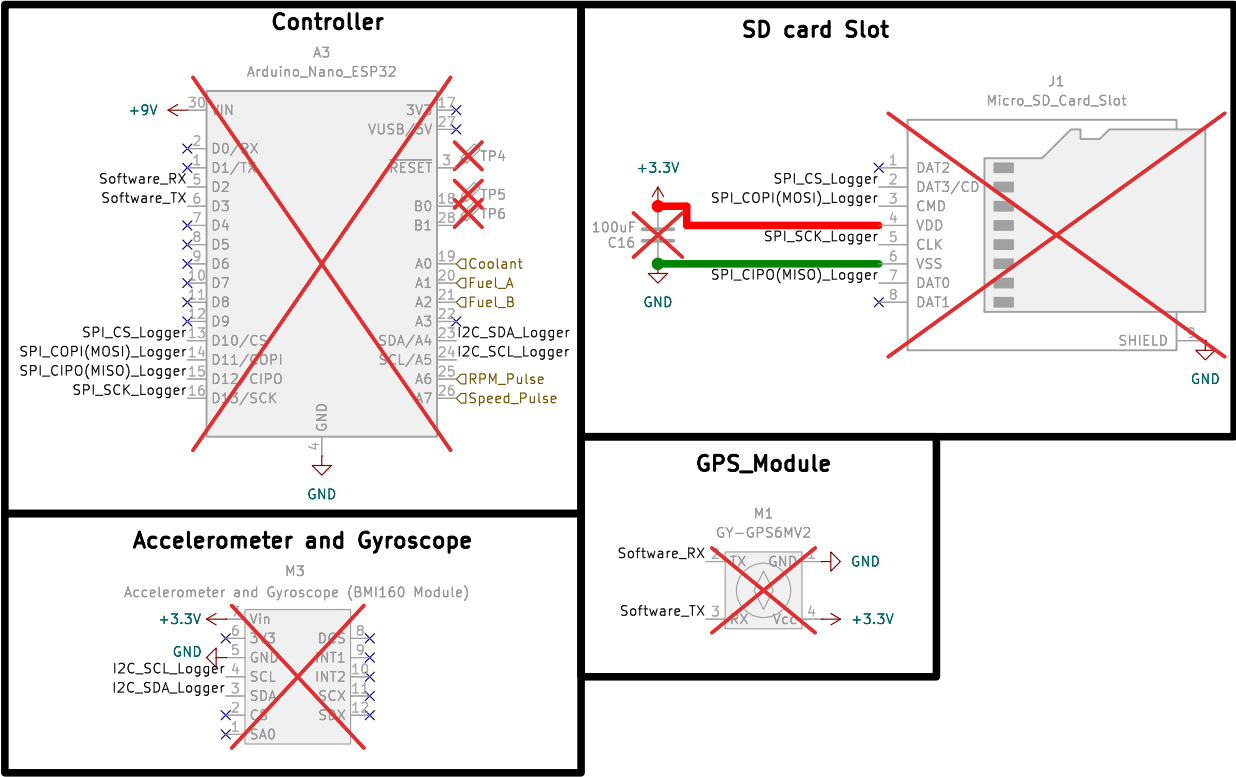 Controller
A3
Arduino_Nano_ESP32
+9V
30
VIN
3V3
17
VUSB/5V
27
2
D0/RX
1
D1/TX
RESET
3
TP4
Software_RX
5
D2
Software_TX
6
D3
B0
18
TP5
7
D4
B1
28
TP6
8
D5
9
D6
A0
19
Coolant
10
D7
A1
20
Fuel_A
11
D8
A2
21
Fuel_B
12
D9
A3
22
SPI_CS_Logger
13
D10/CS
SDA/A4
23
I2C_SDA_Logger
SPI_COPI(MOSI)_Logger
14
D11/COPI
SCL/A5
24
I2C_SCL_Logger
SPI_CIPO(MISO)_Logger
15
D12/CIPO
A6
25
RPM_Pulse
SPI_SCK_Logger
16
D13/SCK
A7
26
Speed_Pulse
GND
4
GND
SD card Slot
J1
Micro_SD_Card_Slot
+3.3V
100uF
C16
GND
1
DAT2
SPI_CS_Logger
2
DAT3/CD
SPI_COPI(MOSI)_Logger
3
CMD
4
VDD
SPI_SCK_Logger
5
CLK
6
VSS
SPI_CIPO(MISO)_Logger
7
DAT0
8
DAT1
SHIELD
9
GND
Accelerometer and Gyroscope
M3
Accelerometer and Gyroscope (BMI160 Module)
+3.3V
7
Vin
6
3V3
OCS
8
GND
5
GND
INT1
9
I2C_SCL_Logger
4
SCL
INT2
10
I2C_SDA_Logger
3
SDA
SCX
11
2
CS
SDX
12
1
SA0
GPS_Module
M1
GY-GPS6MV2
Software_RX
2
TX
GND
1
GND
Software_TX
3
RX
Vcc
4
+3.3V